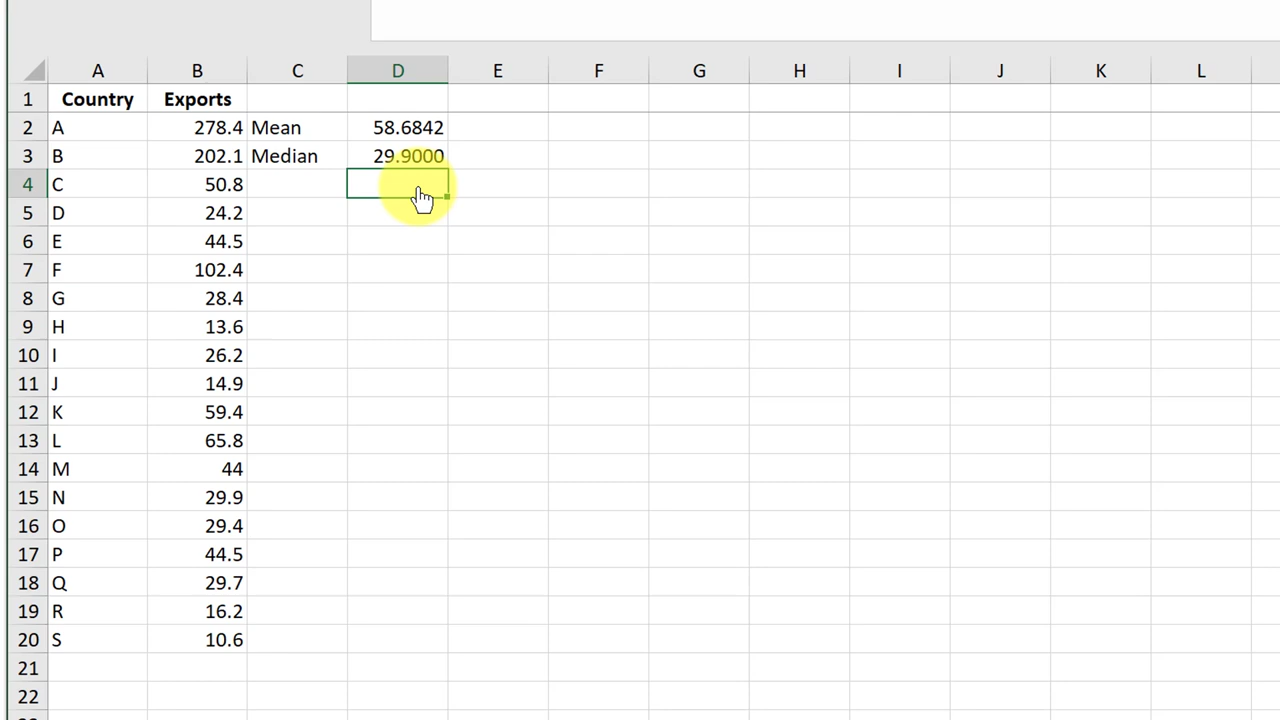 A B C D E F G H I J K L
1 Country Exports
2 A 278.4 Mean 58.6842
3 B 202.1 Median 29.9000
4 C 50.8
5 D 24.2
6 E 44.5
7 F 102.4
8 G 28.4
9 H 13.6
10 I 26.2
11 J 14.9
12 K 59.4
13 L 65.8
14 M 44
15 N 29.9
16 O 29.4
17 P 44.5
18 Q 29.7
19 R 16.2
20 S 10.6
21
22